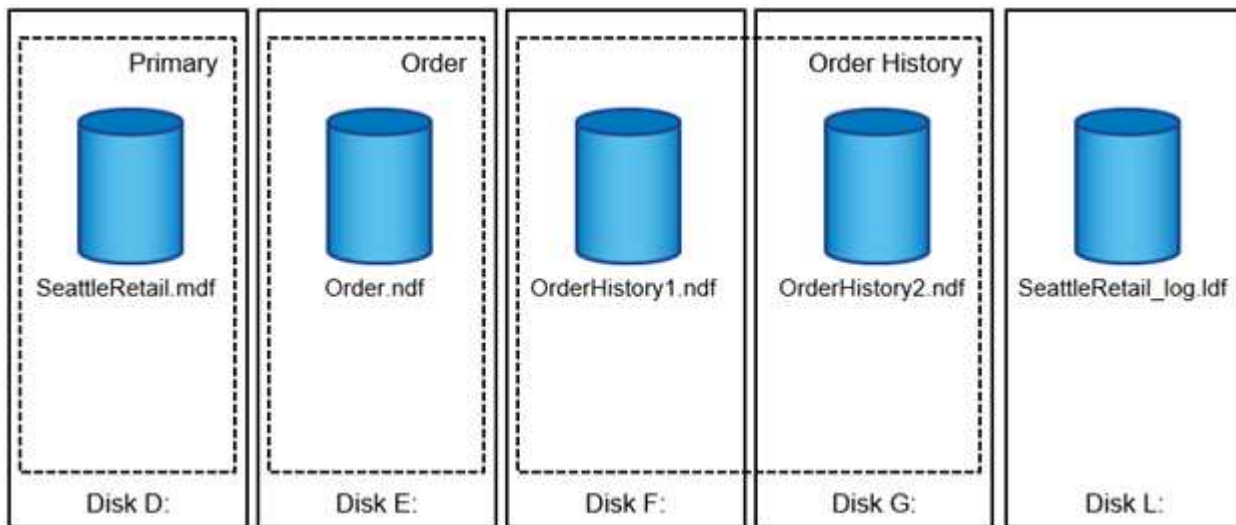 Primary
Order
Order History
SeattleRetail.mdf
Order.ndf
OrderHistory1.ndf
OrderHistory2.ndf
SeattleRetail_log.ldf
Disk D:
Disk E:
Disk F:
Disk G:
Disk L: